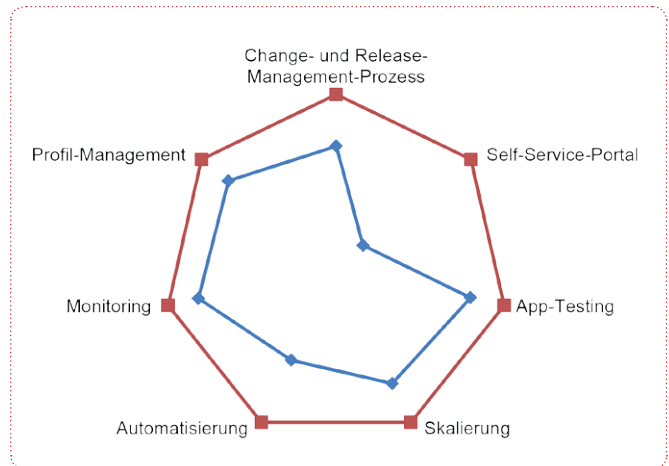 Change- und Release-
Management-Prozess
Profil-Management
Self-Service-Portal
Monitoring
App-Testing
Automatisierung
Skalierung